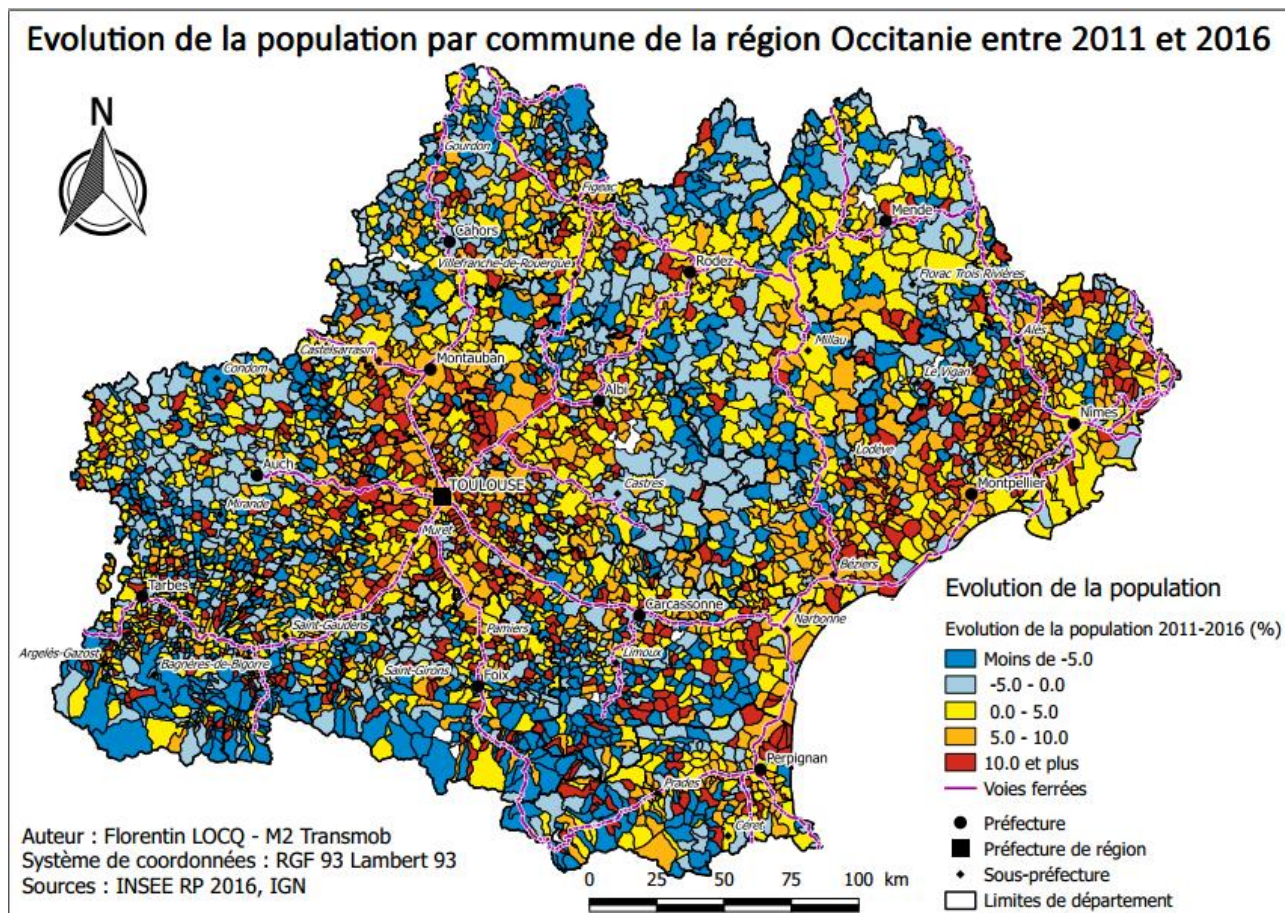 Evolution de la population par commune de la région Occitanie entre 2011 et 2016
N
Gourdon
Figeac
Mende
Cahors
Villefranche-de-Rouergue
Rodez
Florac Trois Rivières
Alès
Castelsarrasin
Montauban
Millau
Condom
Le Vigan
Albi
Nîmes
Lodève
Auch
TOULOUSE
Castres
Montpellier
Mirande
Muret
Béziers
Tarbes
Carcassonne
Narbonne
Saint-Gaudens
Pamiers
Argelès-Gazost
Bagnères-de-Bigorre
Limoux
Saint-Girons
Foix
Perpignan
Prades
Céret
Evolution de la population
Evolution de la population 2011-2016 (%)
Moins de -5.0
-5.0 - 0.0
0.0 - 5.0
5.0 - 10.0
10.0 et plus
Voies ferrées
Préfecture
Préfecture de région
Sous-préfecture
Limites de département
Auteur : Florentin LOCQ - M2 Transmob
Système de coordonnées : RGF 93 Lambert 93
Sources : INSEE RP 2016, IGN
0 25 50 75 100 km